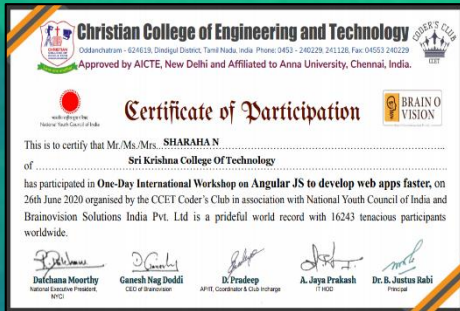 Christian College of Engineering and Technology
Oddanchatram - 624619, Dindigul District, Tamil Nadu, India Phone: 0453 - 240229, 241128, Fax: 04553 240229
Approved by AICTE, New Delhi and Affiliated to Anna University, Chennai, India.
CODER'S CLUB
CCET
National Youth Council of India
Certificate of Participation
BRAIN O
VISION
This is to certify that Mr./Ms./Mrs. SHARAHA N
of Sri Krishna College Of Technology
has participated in One-Day International Workshop on Angular JS to develop web apps faster, on
26th June 2020 organised by the CCET Coder's Club in association with National Youth Council of India and
Brainovision Solutions India Pvt. Ltd is a prideful world record with 16243 tenacious participants
worldwide.
Datchana Moorthy Ganesh Nag Doddi D. Pradeep A. Jaya Prakash Dr. B. Justus Rabi
National Executive President, CEO of Brainovision AP/IT, Coordinator & Club Incharge IT HOD Principal
NYCI